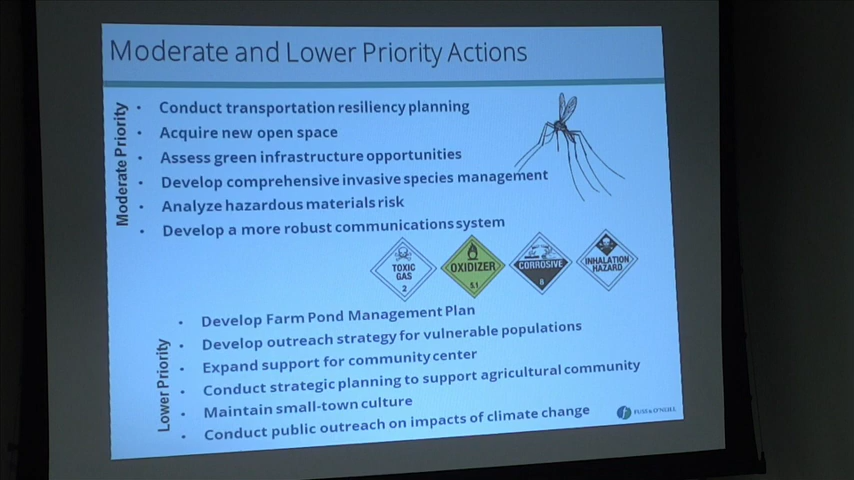 Moderate and Lower Priority Actions
Moderate Priority
• Conduct transportation resiliency planning
• Acquire new open space
• Assess green infrastructure opportunities
• Develop comprehensive invasive species management
• Analyze hazardous materials risk
• Develop a more robust communications system
TOXIC
GAS
2
OXIDIZER
5.1
CORROSIVE
8
INHALATION
HAZARD
Lower Priority
• Develop Farm Pond Management Plan
• Develop outreach strategy for vulnerable populations
• Expand support for community center
• Conduct strategic planning to support agricultural community
• Maintain small-town culture
• Conduct public outreach on impacts of climate change
FUSS & O'NEILL